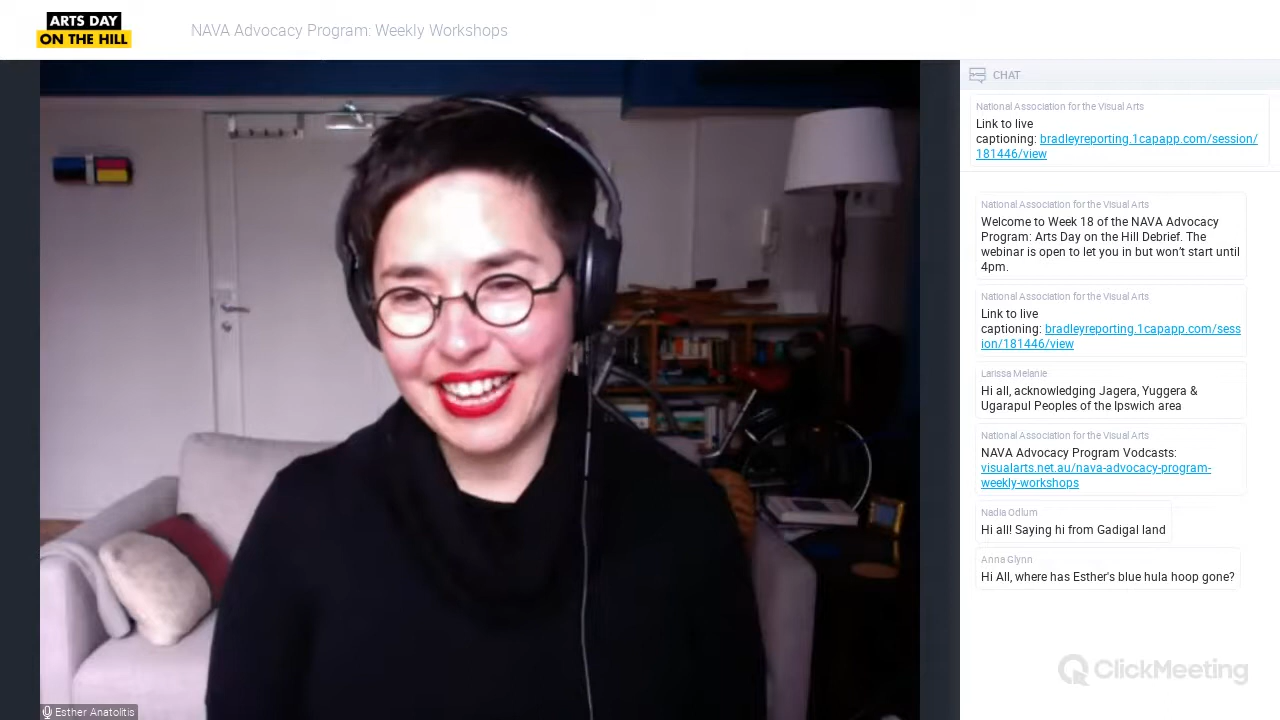 ARTS DAY
ON THE HILL
NAVA Advocacy Program: Weekly Workshops
CHAT
National Association for the Visual Arts
Link to live
captioning: bradleyreporting.1capapp.com/session/
181446/view
National Association for the Visual Arts
Welcome to Week 18 of the NAVA Advocacy
Program: Arts Day on the Hill Debrief. The
webinar is open to let you in but won't start until
4pm.
National Association for the Visual Arts
Link to live
captioning: bradleyreporting.1capapp.com/sess
ion/181446/view
Larissa Melanie
Hi all, acknowledging Jagera, Yuggera &
Ugarapul Peoples of the Ipswich area
National Association for the Visual Arts
NAVA Advocacy Program Vodcasts:
visualarts.net.au/nava-advocacy-program-
weekly-workshops
Nadia Odlum
Hi all! Saying hi from Gadigal land
Anna Glynn
Hi All, where has Esther's blue hula hoop gone?
ClickMeeting
Esther Anatolitis